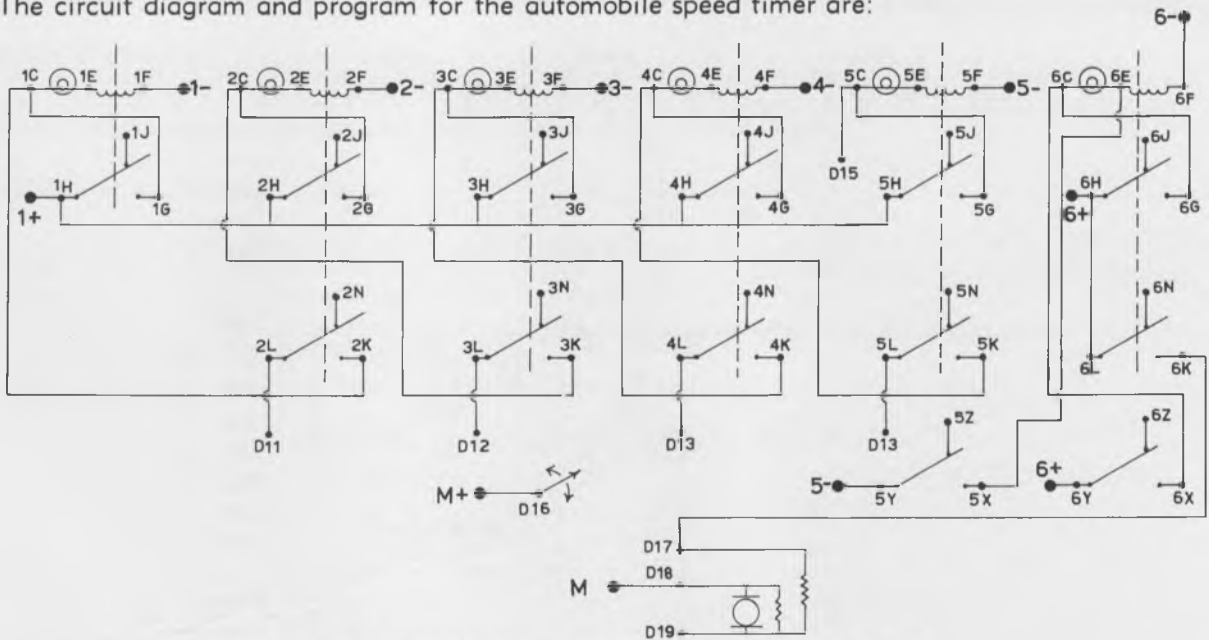 The circuit diagram and program for the automobile speed timer are:
6-
1C 1E 1F 1- 2C 2E 2F 2- 3C 3E 3F 3- 4C 4E 4F 4- 5C 5E 5F 5- 6C 6E 6F
1J 2J 3J 4J 5J 6J
D15
1+ 1H 1G 2H 2G 3H 3G 4H 4G 5H 5G 6+ 6H 6G
2N 3N 4N 5N 6N
2L 2K 3L 3K 4L 4K 5L 5K 6L 6K
D11 D12 D13 D13 5Z 6Z
M+ D16 5- 5Y 5X 6+ 6Y 6X
D17
M D18
D19